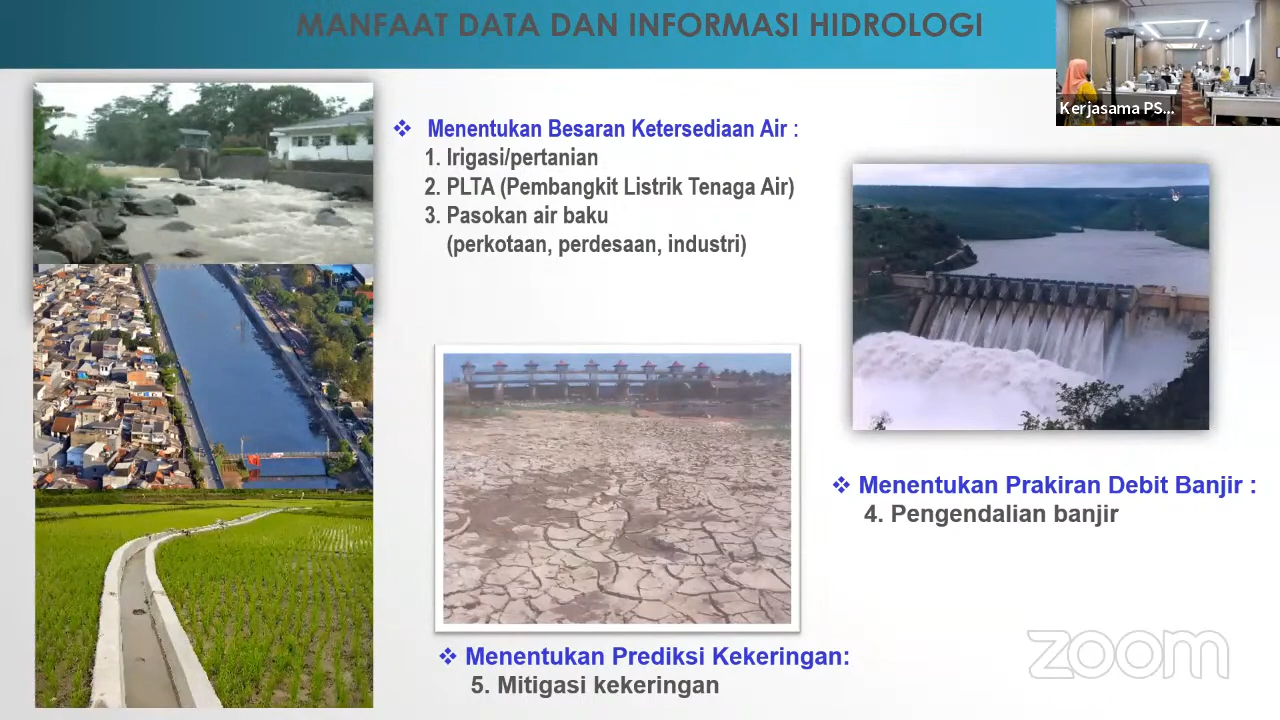 MANFAAT DATA DAN INFORMASI HIDROLOGI
Kerjasama PS...
❖ Menentukan Besaran Ketersediaan Air :
1. Irigasi/pertanian
2. PLTA (Pembangkit Listrik Tenaga Air)
3. Pasokan air baku
(perkotaan, perdesaan, industri)
❖ Menentukan Prakiran Debit Banjir :
4. Pengendalian banjir
❖ Menentukan Prediksi Kekeringan:
5. Mitigasi kekeringan
zoom